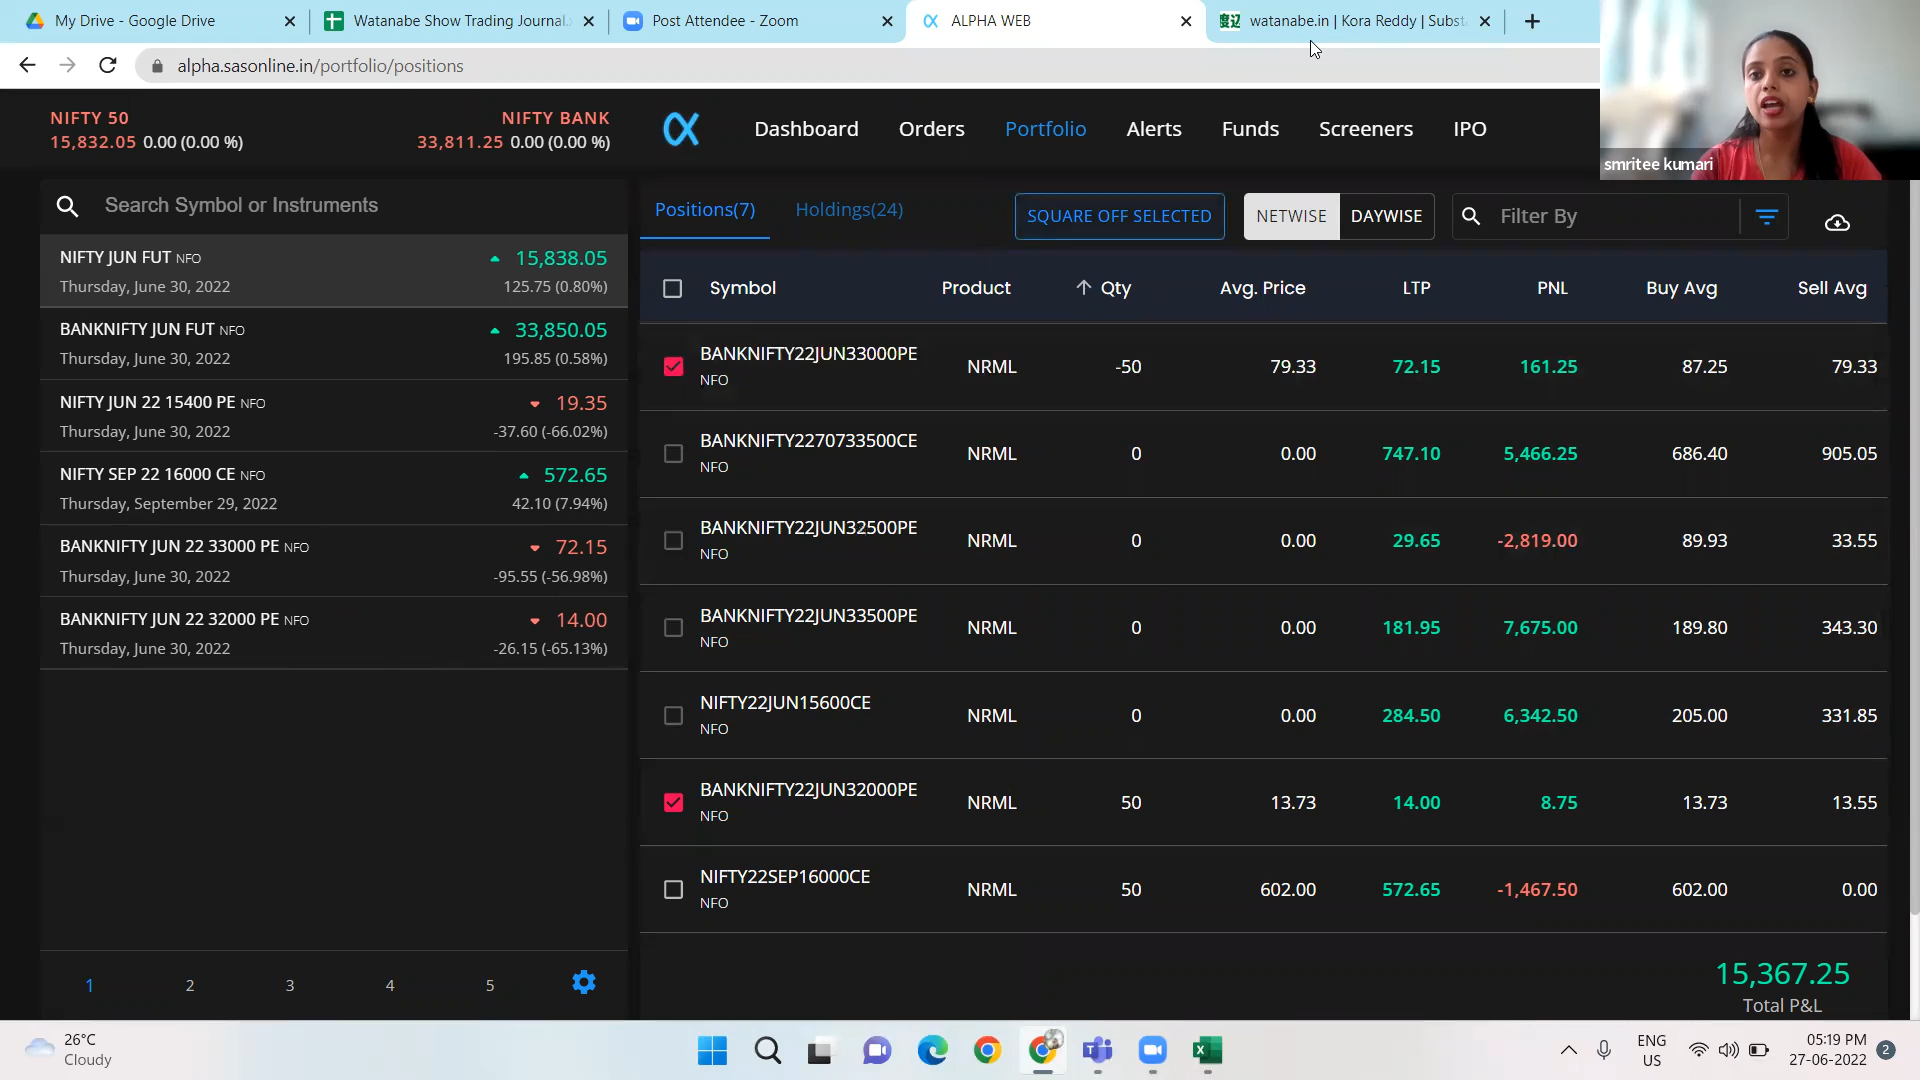 My Drive - Google Drive
Watanabe Show Trading Journal.x
Post Attendee - Zoom
ALPHA WEB
渡辺 watanabe.in | Kora Reddy | Subst
alpha.sasonline.in/portfolio/positions
smritee kumari
NIFTY 50
15,832.05 0.00 (0.00 %)
NIFTY BANK
33,811.25 0.00 (0.00 %)
Dashboard Orders Portfolio Alerts Funds Screeners IPO
Search Symbol or Instruments
NIFTY JUN FUT NFO 15,838.05
Thursday, June 30, 2022 125.75 (0.80%)
BANKNIFTY JUN FUT NFO 33,850.05
Thursday, June 30, 2022 195.85 (0.58%)
NIFTY JUN 22 15400 PE NFO 19.35
Thursday, June 30, 2022 -37.60 (-66.02%)
NIFTY SEP 22 16000 CE NFO 572.65
Thursday, September 29, 2022 42.10 (7.94%)
BANKNIFTY JUN 22 33000 PE NFO 72.15
Thursday, June 30, 2022 -95.55 (-56.98%)
BANKNIFTY JUN 22 32000 PE NFO 14.00
Thursday, June 30, 2022 -26.15 (-65.13%)
1 2 3 4 5
Positions(7) Holdings(24) SQUARE OFF SELECTED NETWISE DAYWISE Filter By
Symbol Product Qty Avg. Price LTP PNL Buy Avg Sell Avg
BANKNIFTY22JUN33000PE NRML -50 79.33 72.15 161.25 87.25 79.33
NFO
BANKNIFTY2270733500CE NRML 0 0.00 747.10 5,466.25 686.40 905.05
NFO
BANKNIFTY22JUN32500PE NRML 0 0.00 29.65 -2,819.00 89.93 33.55
NFO
BANKNIFTY22JUN33500PE NRML 0 0.00 181.95 7,675.00 189.80 343.30
NFO
NIFTY22JUN15600CE NRML 0 0.00 284.50 6,342.50 205.00 331.85
NFO
BANKNIFTY22JUN32000PE NRML 50 13.73 14.00 8.75 13.73 13.55
NFO
NIFTY22SEP16000CE NRML 50 602.00 572.65 -1,467.50 602.00 0.00
NFO
15,367.25
Total P&L
26°C
Cloudy
ENG
US
05:19 PM
27-06-2022
2